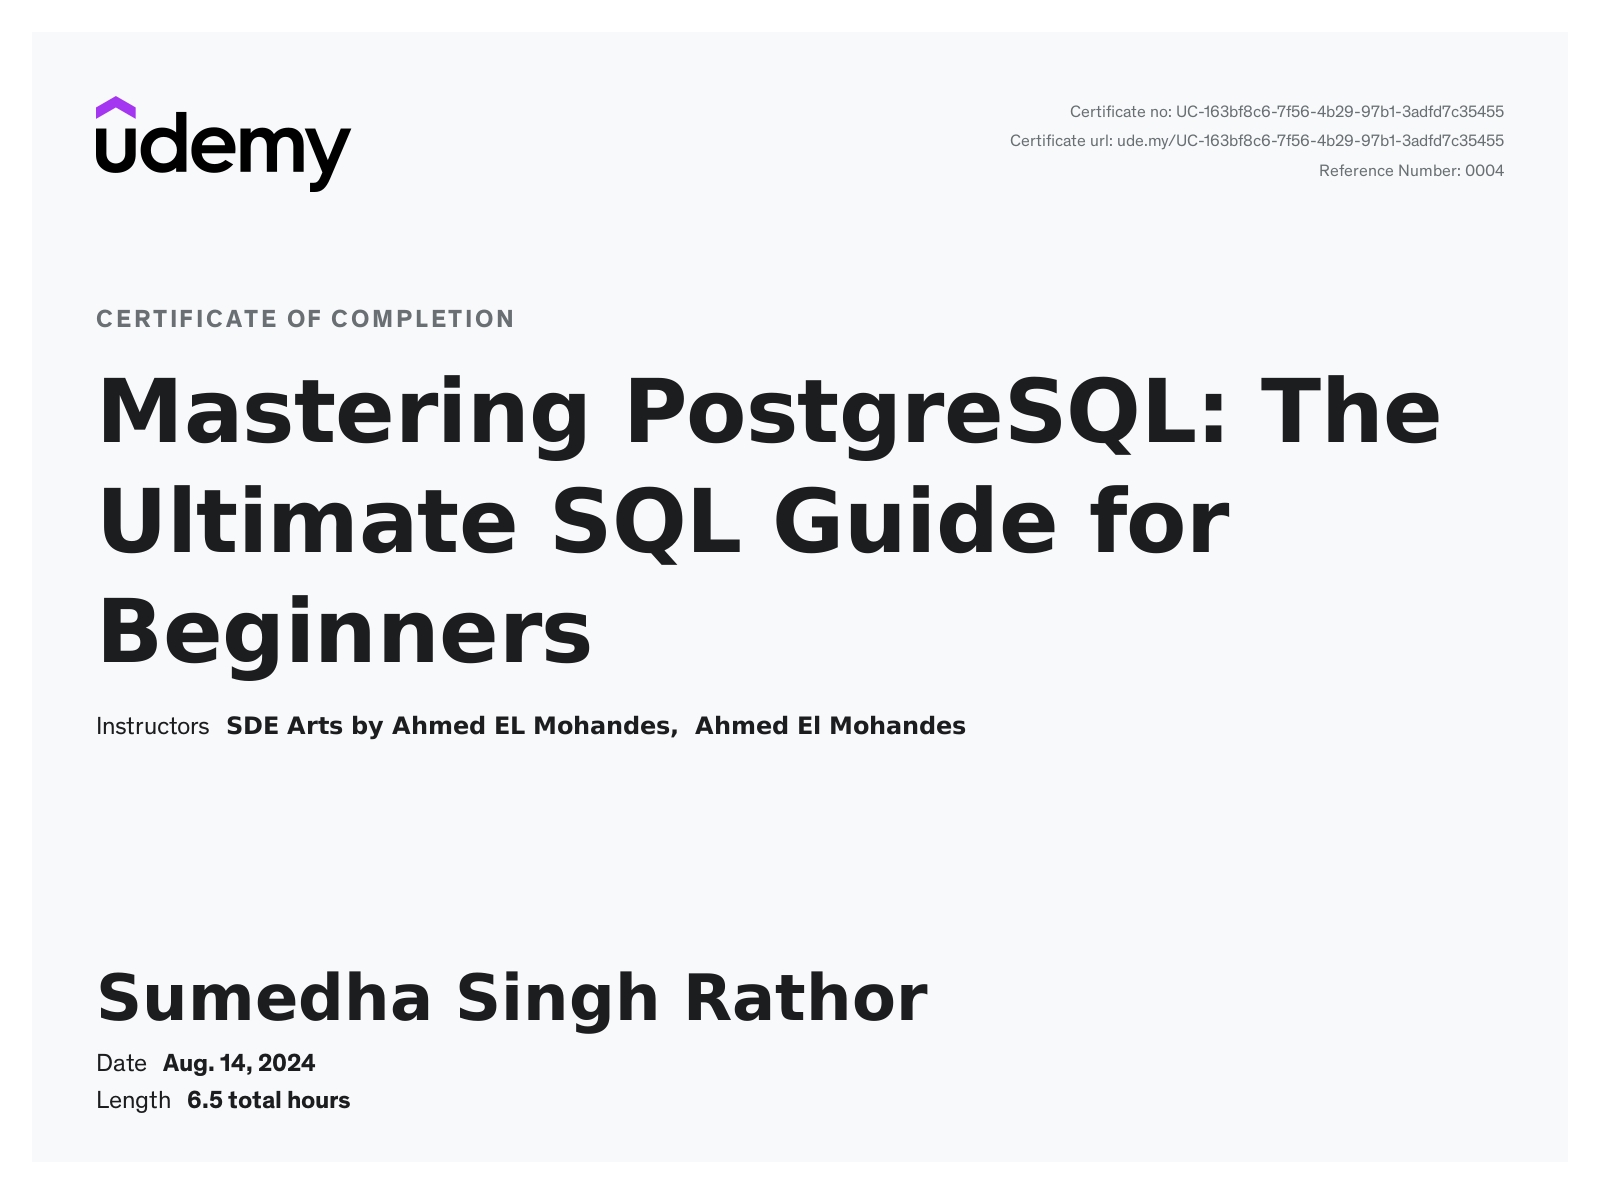 udemy
Certificate no: UC-163bf8c6-7f56-4b29-97b1-3adfd7c35455
Certificate url: ude.my/UC-163bf8c6-7f56-4b29-97b1-3adfd7c35455
Reference Number: 0004
CERTIFICATE OF COMPLETION
Mastering PostgreSQL: The
Ultimate SQL Guide for
Beginners
Instructors SDE Arts by Ahmed EL Mohandes, Ahmed El Mohandes
Sumedha Singh Rathor
Date Aug. 14, 2024
Length 6.5 total hours